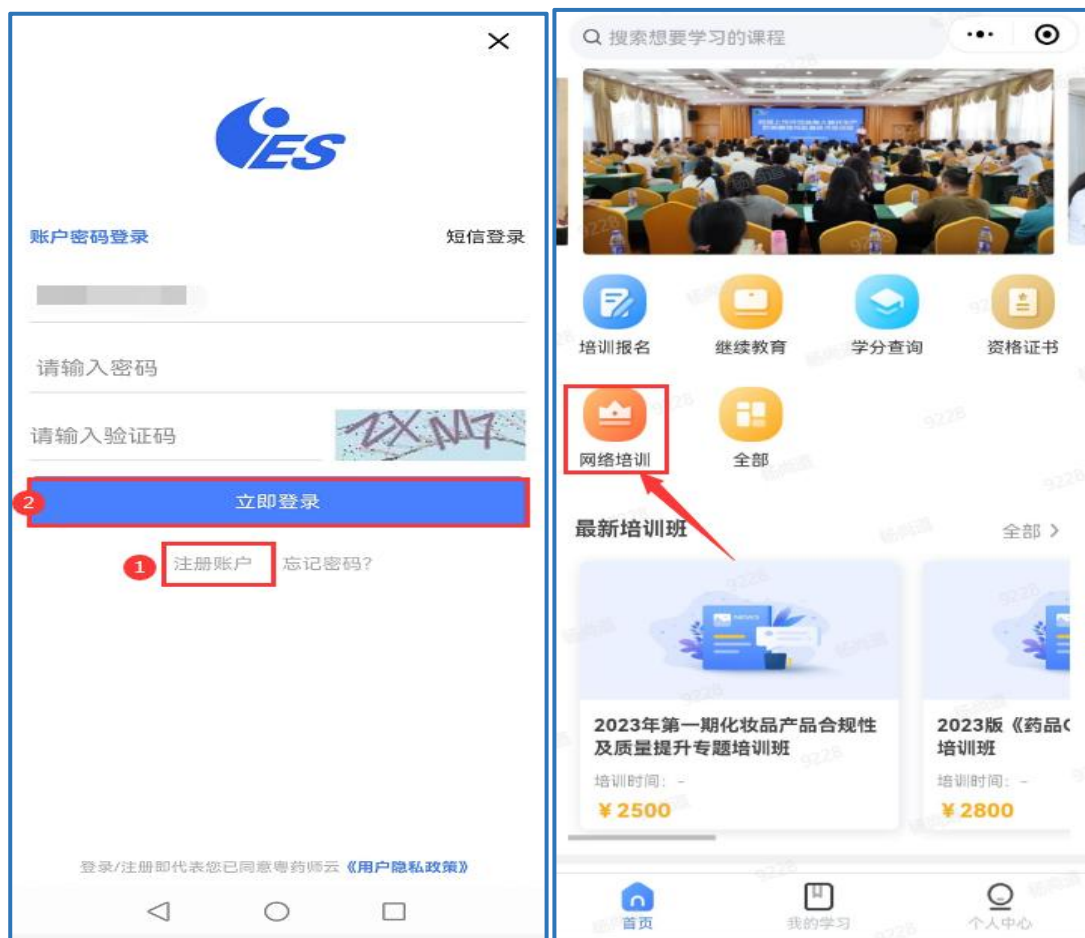 ES
账户密码登录
短信登录
请输入密码
请输入验证码
ZXM7
2
立即登录
1
注册账户
忘记密码?
登录/注册即代表您已同意粤药师云《用户隐私政策》
搜索想要学习的课程
培训报名
继续教育
学分查询
资格证书
网络培训
全部
最新培训班
全部 >
2023年第一期化妆品产品合规性
及质量提升专题培训班
培训时间: -
¥2500
2023版《药品G
培训班
培训时间: -
¥2800
首页
我的学习
个人中心
9228